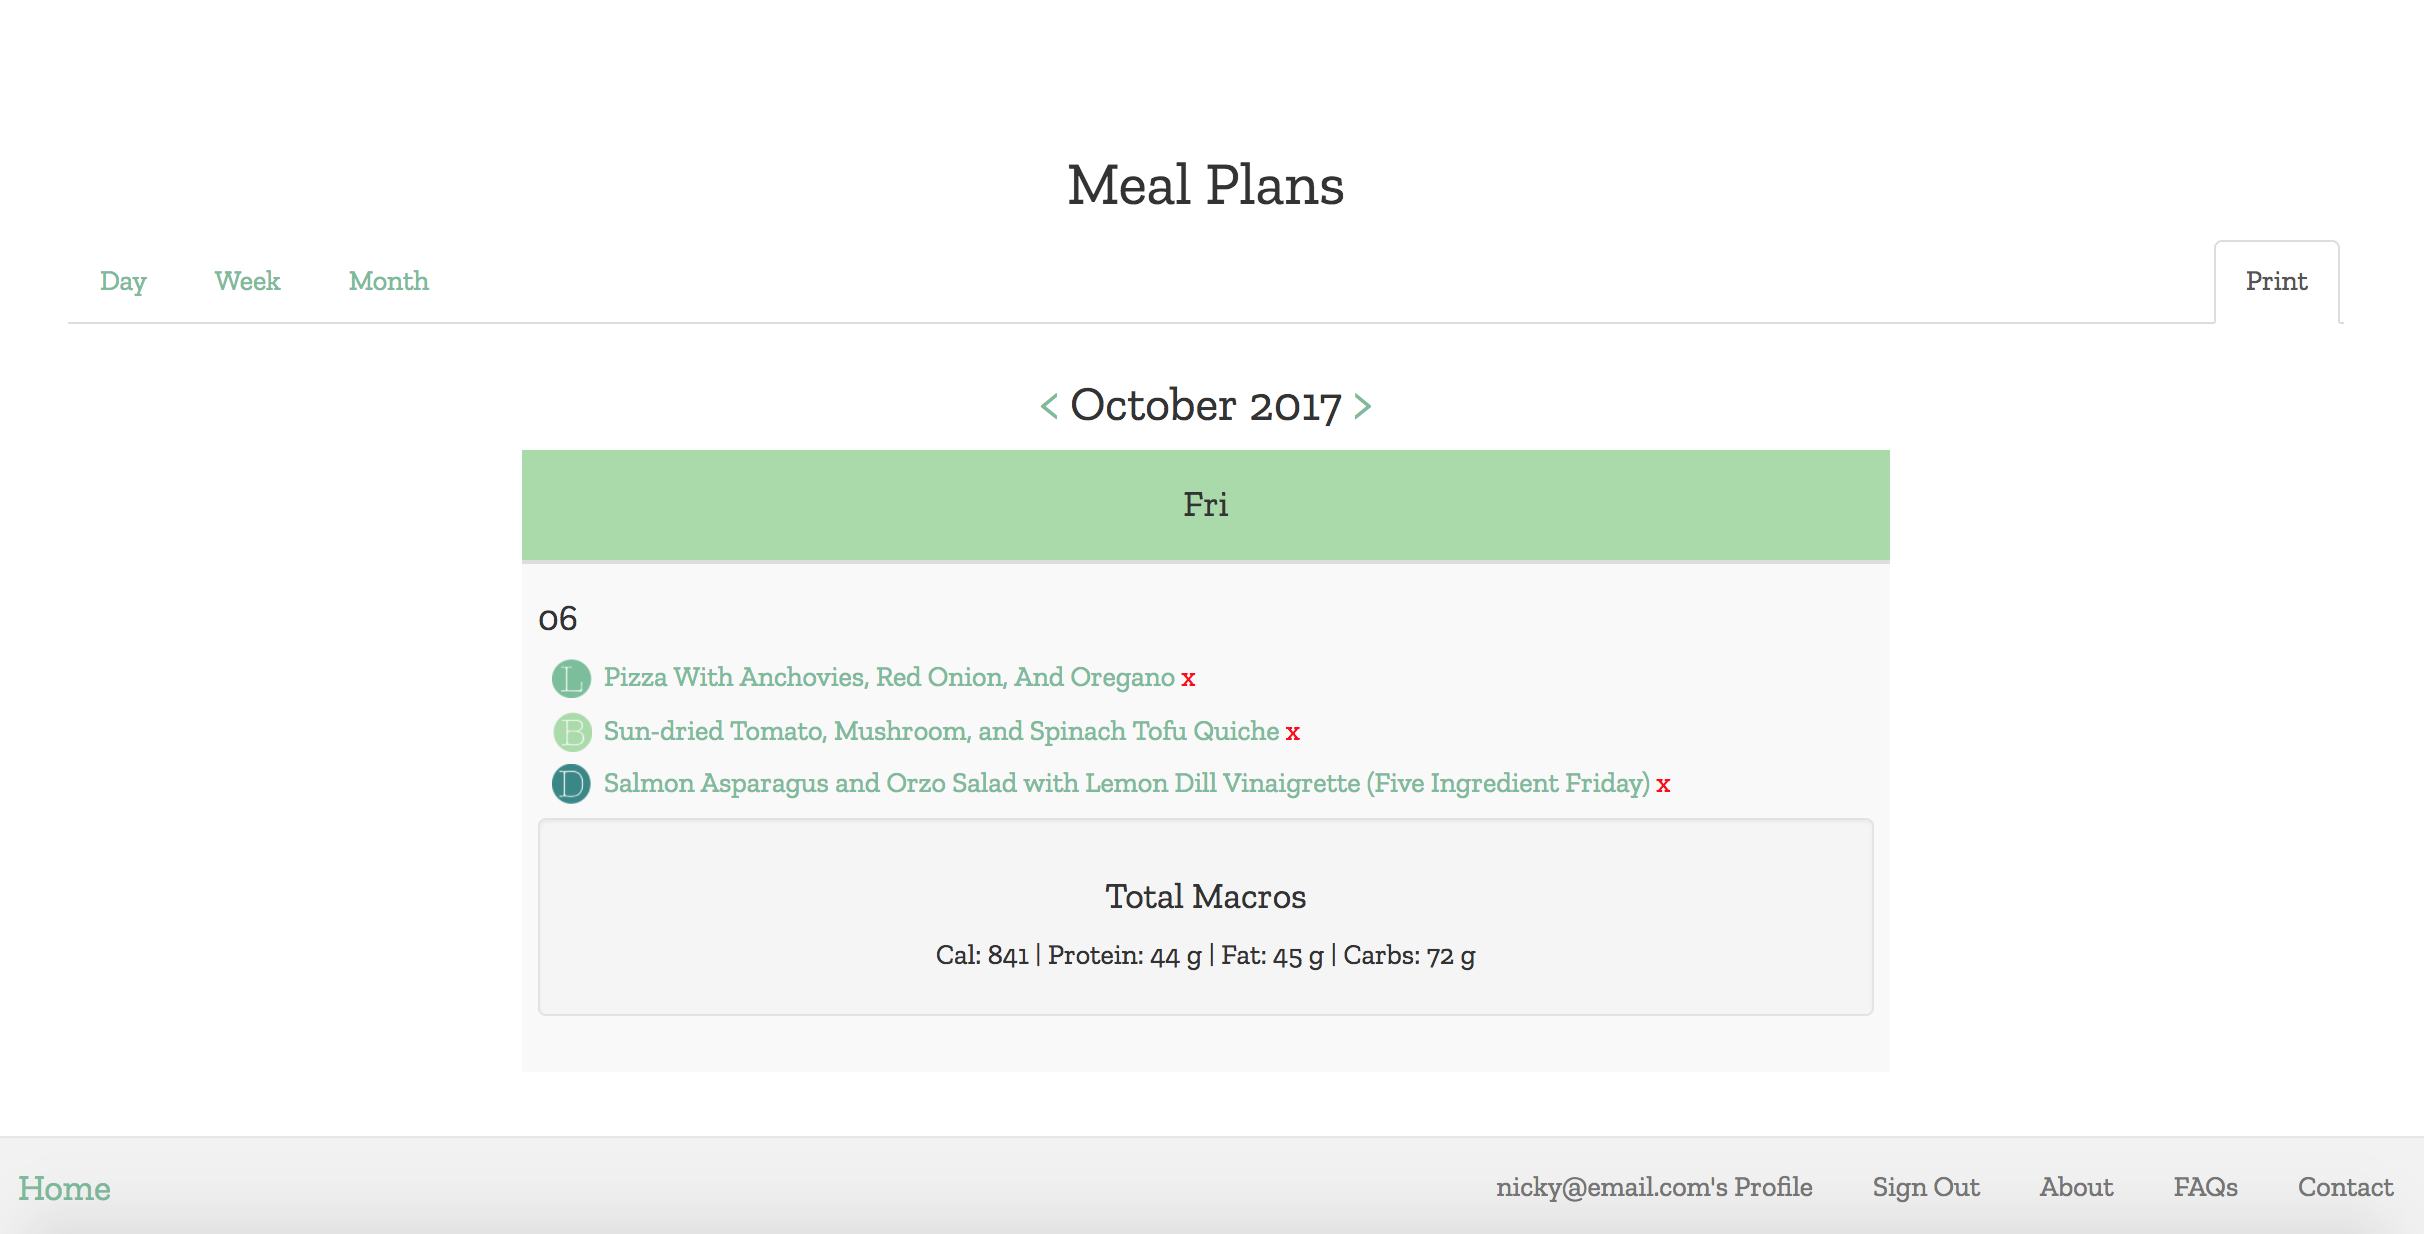 Meal Plans
Day Week Month Print
< October 2017 >
Fri
06
L Pizza With Anchovies, Red Onion, And Oregano x
B Sun-dried Tomato, Mushroom, and Spinach Tofu Quiche x
D Salmon Asparagus and Orzo Salad with Lemon Dill Vinaigrette (Five Ingredient Friday) x
Total Macros
Cal: 841 | Protein: 44 g | Fat: 45 g | Carbs: 72 g
Home nicky@email.com's Profile Sign Out About FAQs Contact